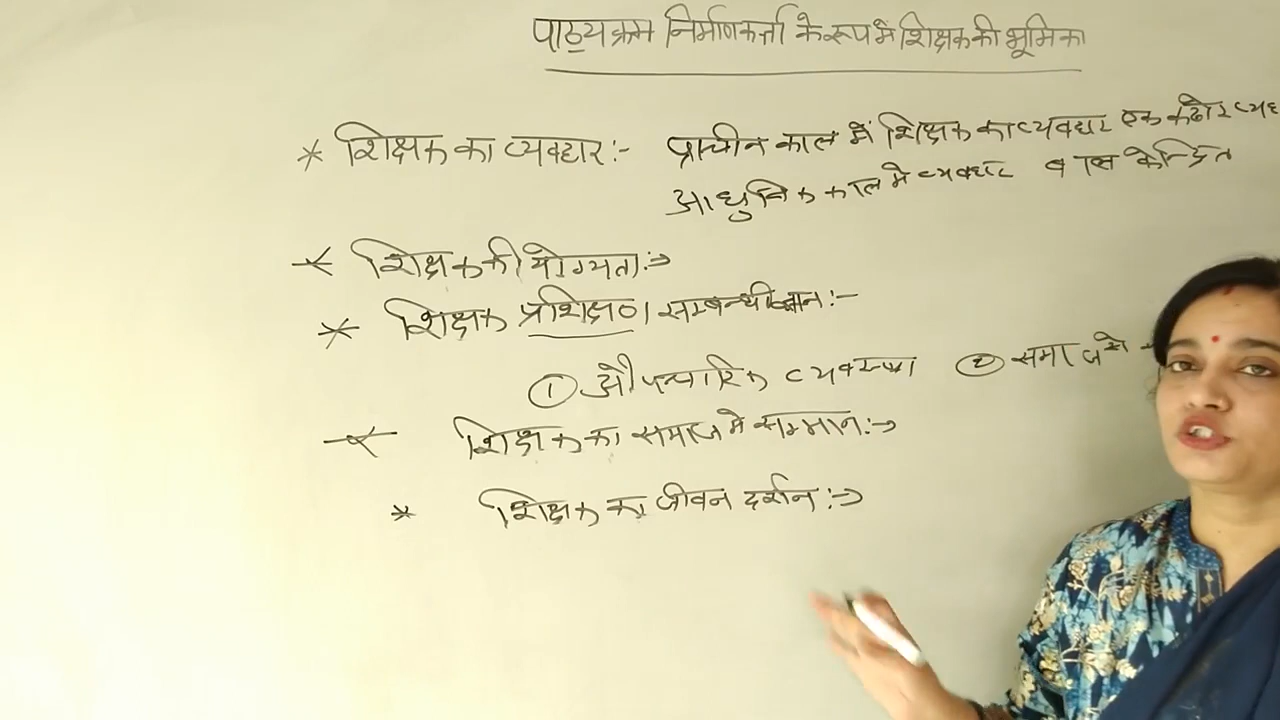 पाठ्यक्रम निर्माणकर्त्ता के रूप में शिक्षक की भूमिका
* शिक्षक का व्यवहार:- प्राचीन काल में शिक्षक का व्यवहार एक कठोर व्यव
आधुनिक काल मे व्यवहार बाल केन्द्रित
* शिक्षक की योग्यता:->
* शिक्षक प्रशिक्षण सम्बन्धी ज्ञान:-
① औपचारिक व्यवस्था ② समाज से
* शिक्षक का समाज मे सम्मान:->
* शिक्षक का जीवन दर्शन:->